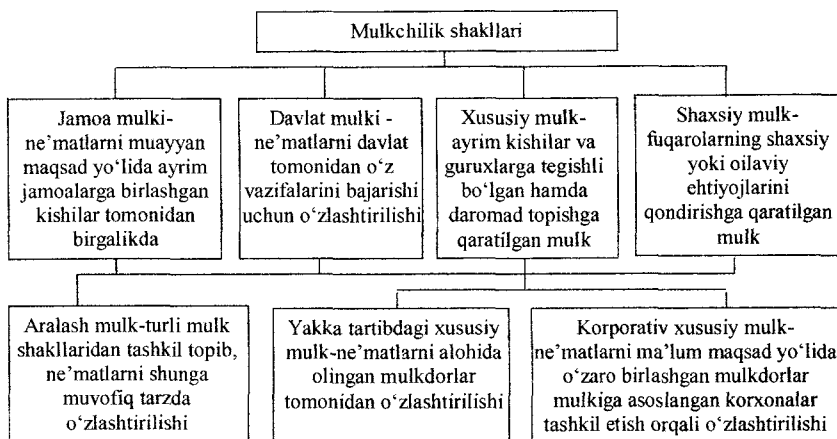 Mulkchilik shakllari
Jamoa mulki-
ne’matlarni muayyan
maqsad yo‘lida ayrim
jamoalarga birlashgan
kishilar tomonidan
birgalikda
Davlat mulki -
ne’matlarni davlat
tomonidan o‘z
vazifalarini bajarishi
uchun o‘zlashtirilishi
Xususiy mulk-
ayrim kishilar va
guruxlarga tegishli
bo‘lgan hamda
daromad topishga
qaratilgan mulk
Shaxsiy mulk-
fuqarolarning shaxsiy
yoki oilaviy
ehtiyojlarini
qondirishga qaratilgan
mulk
Aralash mulk-turli mulk
shakllaridan tashkil topib,
ne’matlarni shunga
muvofiq tarzda
o‘zlashtirilishi
Yakka tartibdagi xususiy
mulk-ne’matlarni alohida
olingan mulkdorlar
tomonidan o‘zlashtirilishi
Korporativ xususiy mulk-
ne’matlarni ma’lum maqsad yo‘lida
o‘zaro birlashgan mulkdorlar
mulkiga asoslangan korxonalar
tashkil etish orqali o‘zlashtirilishi